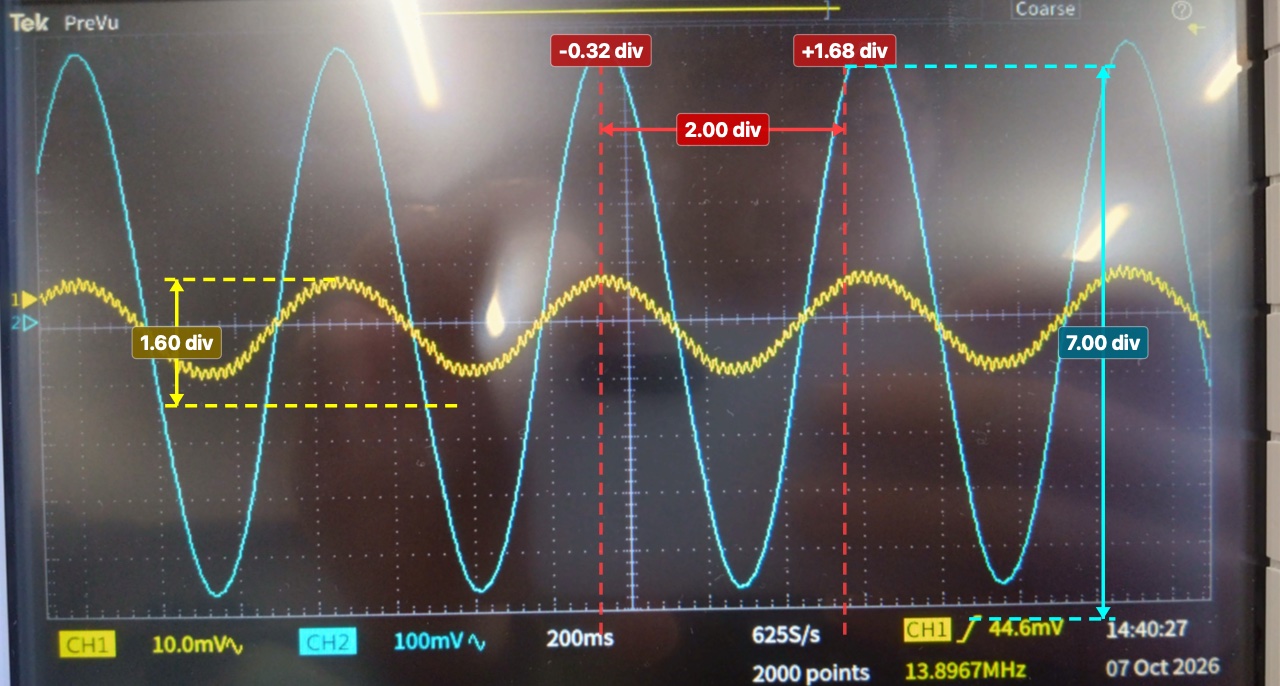 Tek PreVu
Coarse
?
-0.32 div
+1.68 div
2.00 div
1
2
1.60 div
7.00 div
CH1 10.0mV∿ CH2 100mV ∿ 200ms 625S/s CH1 44.6mV 14:40:27
2000 points 13.8967MHz 07 Oct 2026